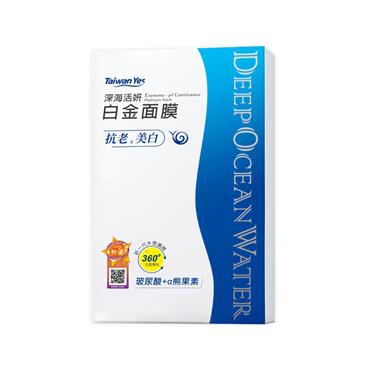 Taiwan Yes
深海活妍 Extreme - p³ Luminance
Platinum Mask
白金面膜
抗老。美白
DEEP OCEAN WATER
360°
玻尿酸+α熊果素